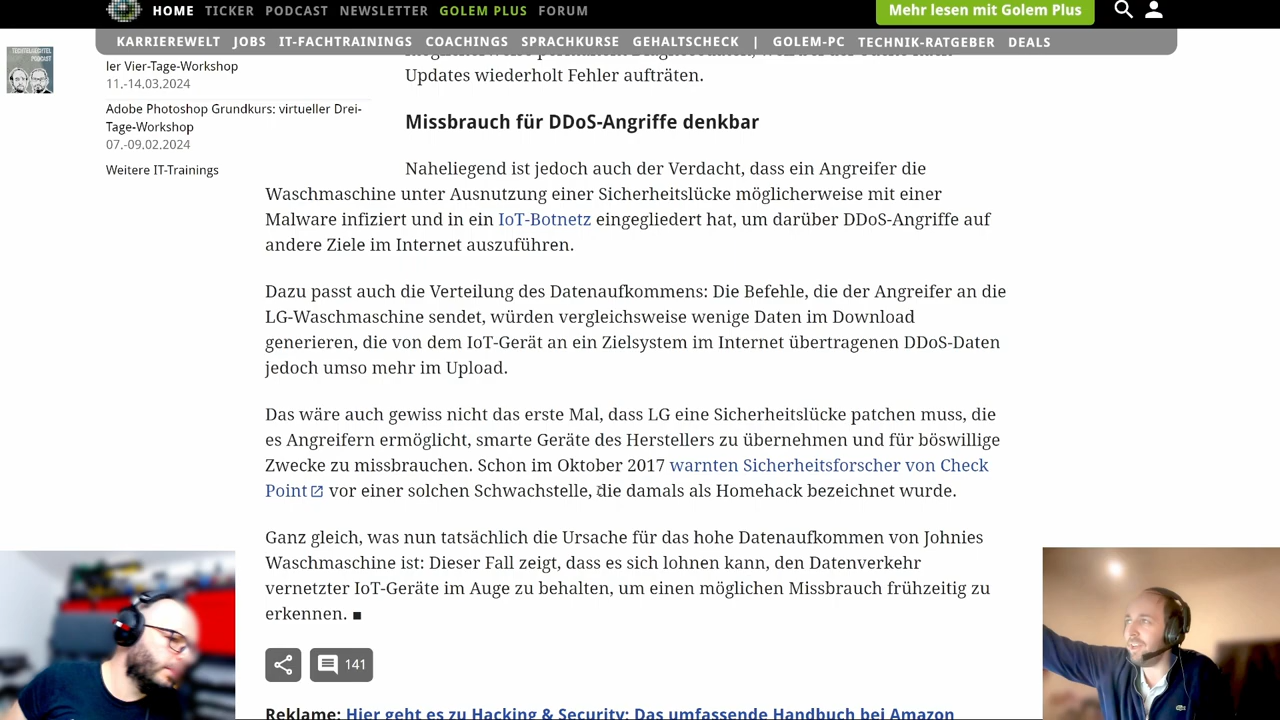 HOME TICKER PODCAST NEWSLETTER GOLEM PLUS FORUM
Mehr lesen mit Golem Plus
KARRIEREWELT JOBS IT-FACHTRAININGS COACHINGS SPRACHKURSE GEHALTSCHECK | GOLEM-PC TECHNIK-RATGEBER DEALS
ler Vier-Tage-Workshop
11.-14.03.2024
Adobe Photoshop Grundkurs: virtueller Drei-
Tage-Workshop
07.-09.02.2024
Weitere IT-Trainings
Updates wiederholt Fehler aufträten.
Missbrauch für DDoS-Angriffe denkbar
Naheliegend ist jedoch auch der Verdacht, dass ein Angreifer die
Waschmaschine unter Ausnutzung einer Sicherheitslücke möglicherweise mit einer
Malware infiziert und in ein IoT-Botnetz eingegliedert hat, um darüber DDoS-Angriffe auf
andere Ziele im Internet auszuführen.
Dazu passt auch die Verteilung des Datenaufkommens: Die Befehle, die der Angreifer an die
LG-Waschmaschine sendet, würden vergleichsweise wenige Daten im Download
generieren, die von dem IoT-Gerät an ein Zielsystem im Internet übertragenen DDoS-Daten
jedoch umso mehr im Upload.
Das wäre auch gewiss nicht das erste Mal, dass LG eine Sicherheitslücke patchen muss, die
es Angreifern ermöglicht, smarte Geräte des Herstellers zu übernehmen und für böswillige
Zwecke zu missbrauchen. Schon im Oktober 2017 warnten Sicherheitsforscher von Check
Point vor einer solchen Schwachstelle, die damals als Homehack bezeichnet wurde.
Ganz gleich, was nun tatsächlich die Ursache für das hohe Datenaufkommen von Johnies
Waschmaschine ist: Dieser Fall zeigt, dass es sich lohnen kann, den Datenverkehr
vernetzter IoT-Geräte im Auge zu behalten, um einen möglichen Missbrauch frühzeitig zu
erkennen. ■
141
Reklame: Hier geht es zu Hacking & Security: Das umfassende Handbuch bei Amazon